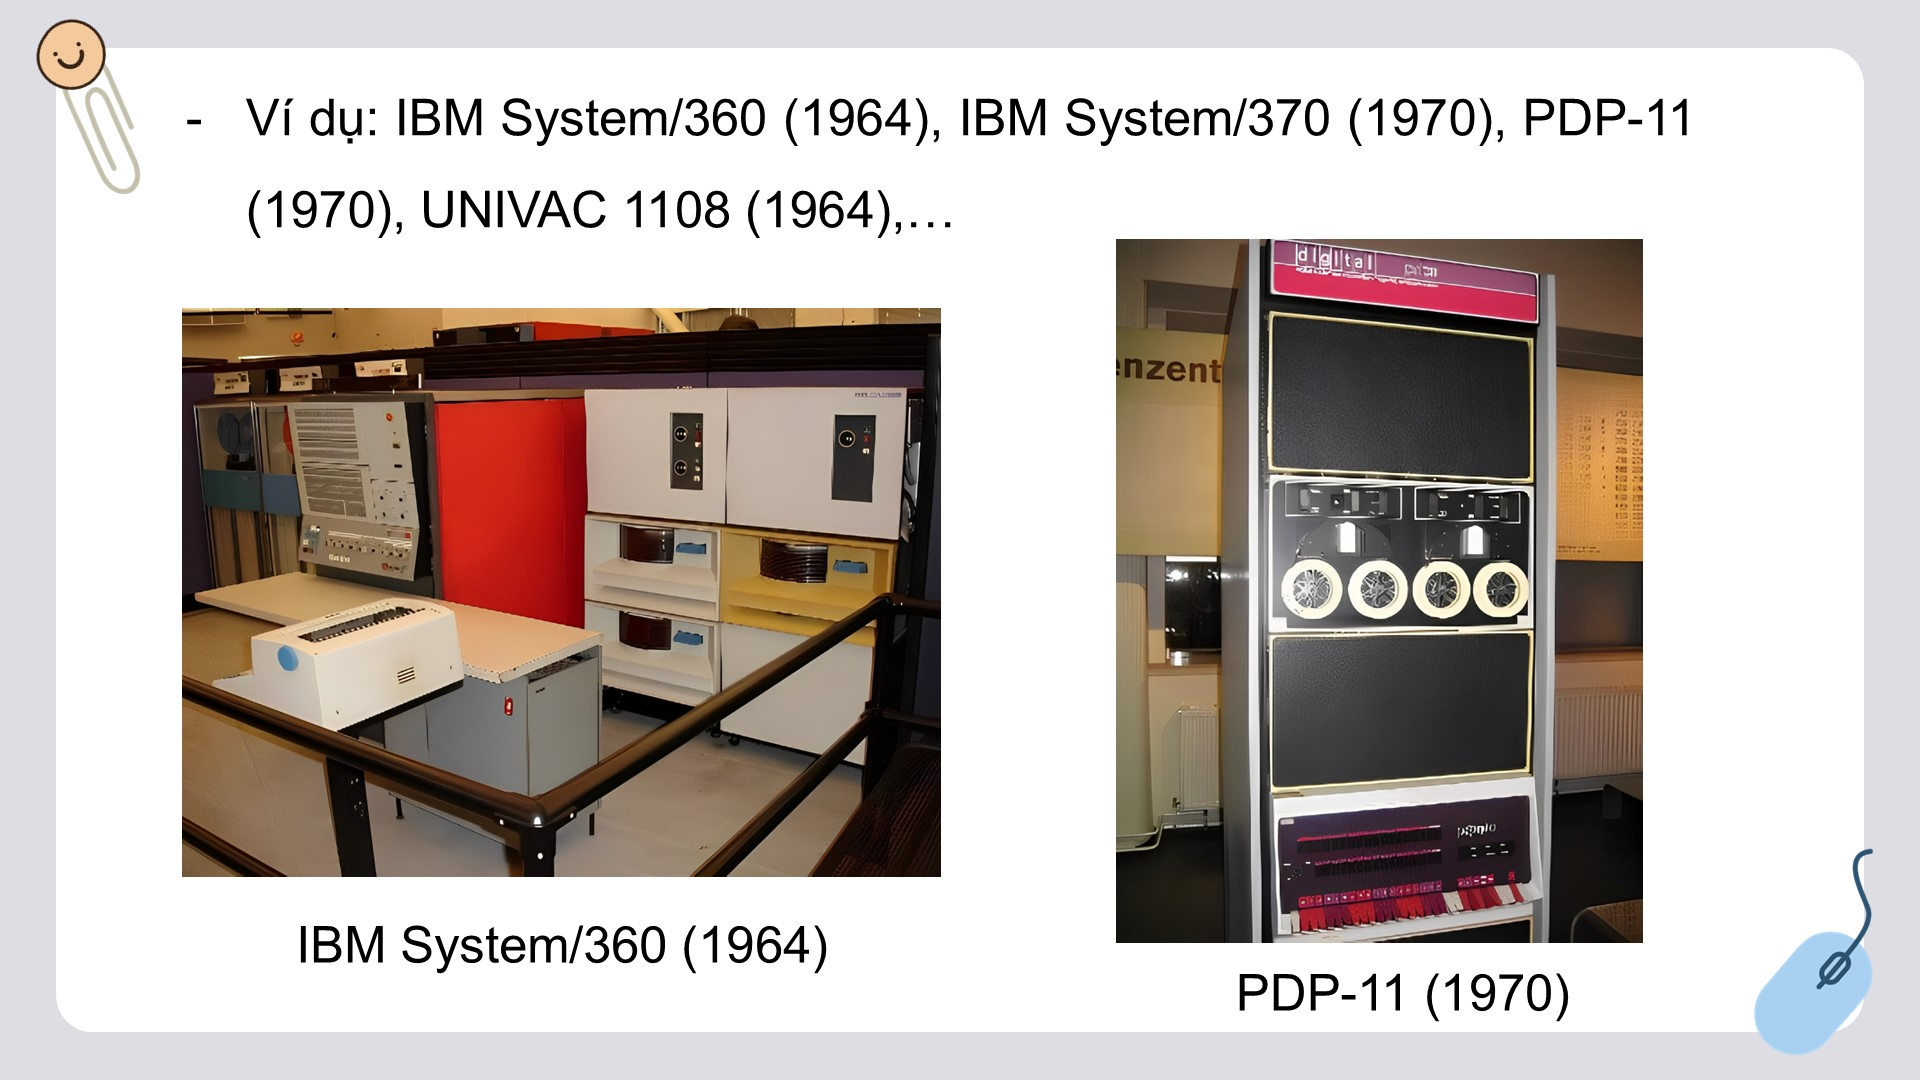 - Ví dụ: IBM System/360 (1964), IBM System/370 (1970), PDP-11
(1970), UNIVAC 1108 (1964),…
digital
enzent
IBM System/360 (1964)
PDP-11 (1970)